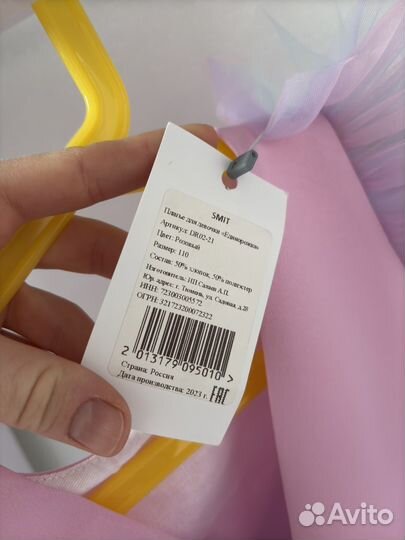 SMIT
Платье для девочки «Единорожка»
Артикул: DR02-21
Цвет: Розовый
Размер: 110
Состав: 50% хлопок, 50% полиэстер
Изготовитель: ИП Салкин А.П.
Юр. адрес: г. Тюмень, ул. Садовая, д.28
ИНН: 723003005572
ОГРН: 321723200072322
2 013179 095010 >
Страна: Россия
Дата производства: 2023 г.
EAC
Avito